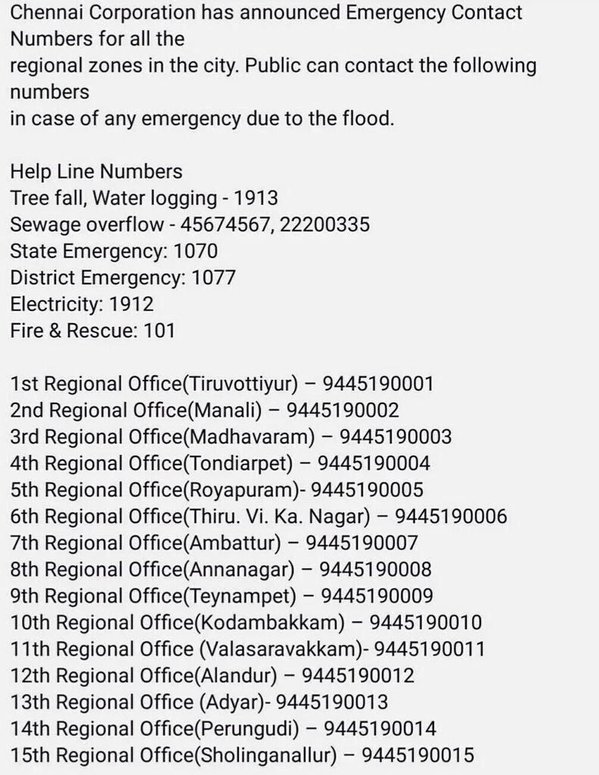 Chennai Corporation has announced Emergency Contact
Numbers for all the
regional zones in the city. Public can contact the following
numbers
in case of any emergency due to the flood.
Help Line Numbers
Tree fall, Water logging - 1913
Sewage overflow - 45674567, 22200335
State Emergency: 1070
District Emergency: 1077
Electricity: 1912
Fire & Rescue: 101
1st Regional Office(Tiruvottiyur) – 9445190001
2nd Regional Office(Manali) – 9445190002
3rd Regional Office(Madhavaram) – 9445190003
4th Regional Office(Tondiarpet) – 9445190004
5th Regional Office(Royapuram)- 9445190005
6th Regional Office(Thiru. Vi. Ka. Nagar) – 9445190006
7th Regional Office(Ambattur) – 9445190007
8th Regional Office(Annanagar) – 9445190008
9th Regional Office(Teynampet) – 9445190009
10th Regional Office(Kodambakkam) – 9445190010
11th Regional Office (Valasaravakkam)- 9445190011
12th Regional Office(Alandur) – 9445190012
13th Regional Office (Adyar)- 9445190013
14th Regional Office(Perungudi) – 9445190014
15th Regional Office(Sholinganallur) – 9445190015